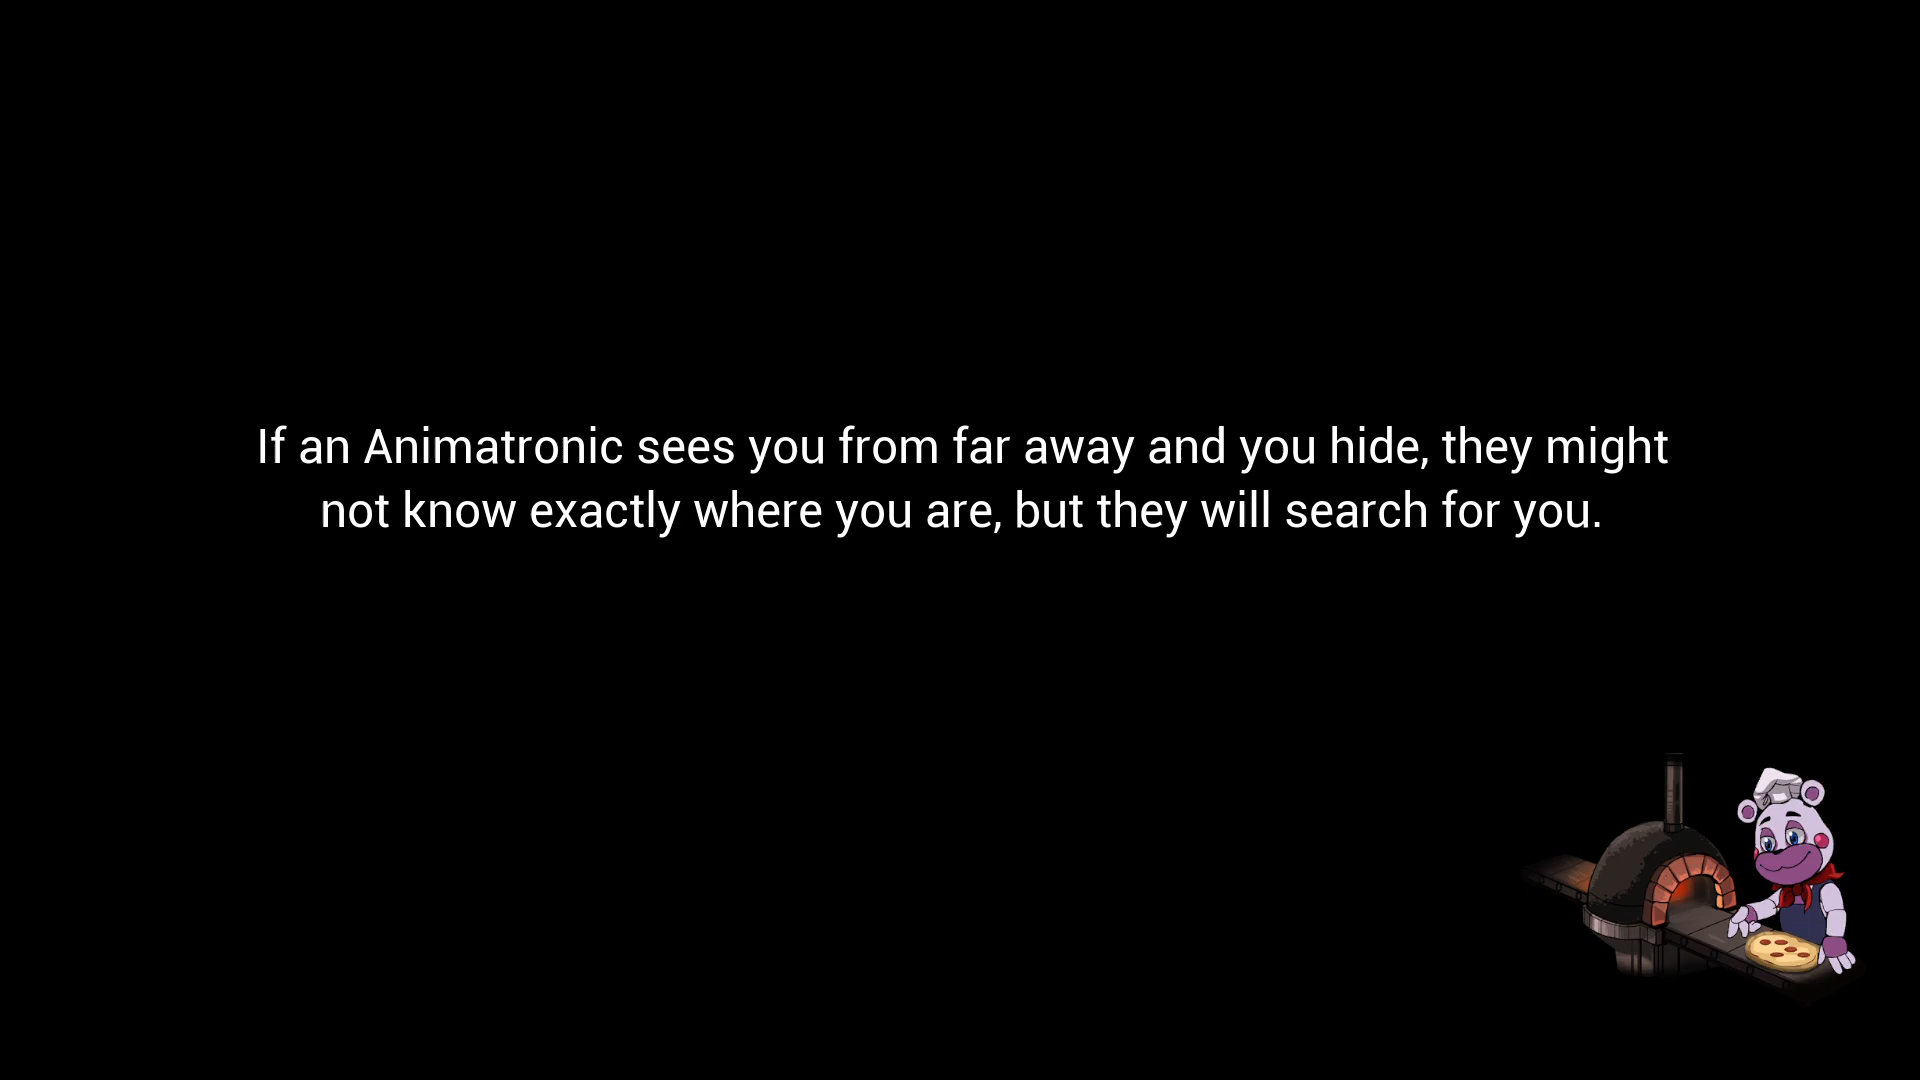 If an Animatronic sees you from far away and you hide, they might
not know exactly where you are, but they will search for you.